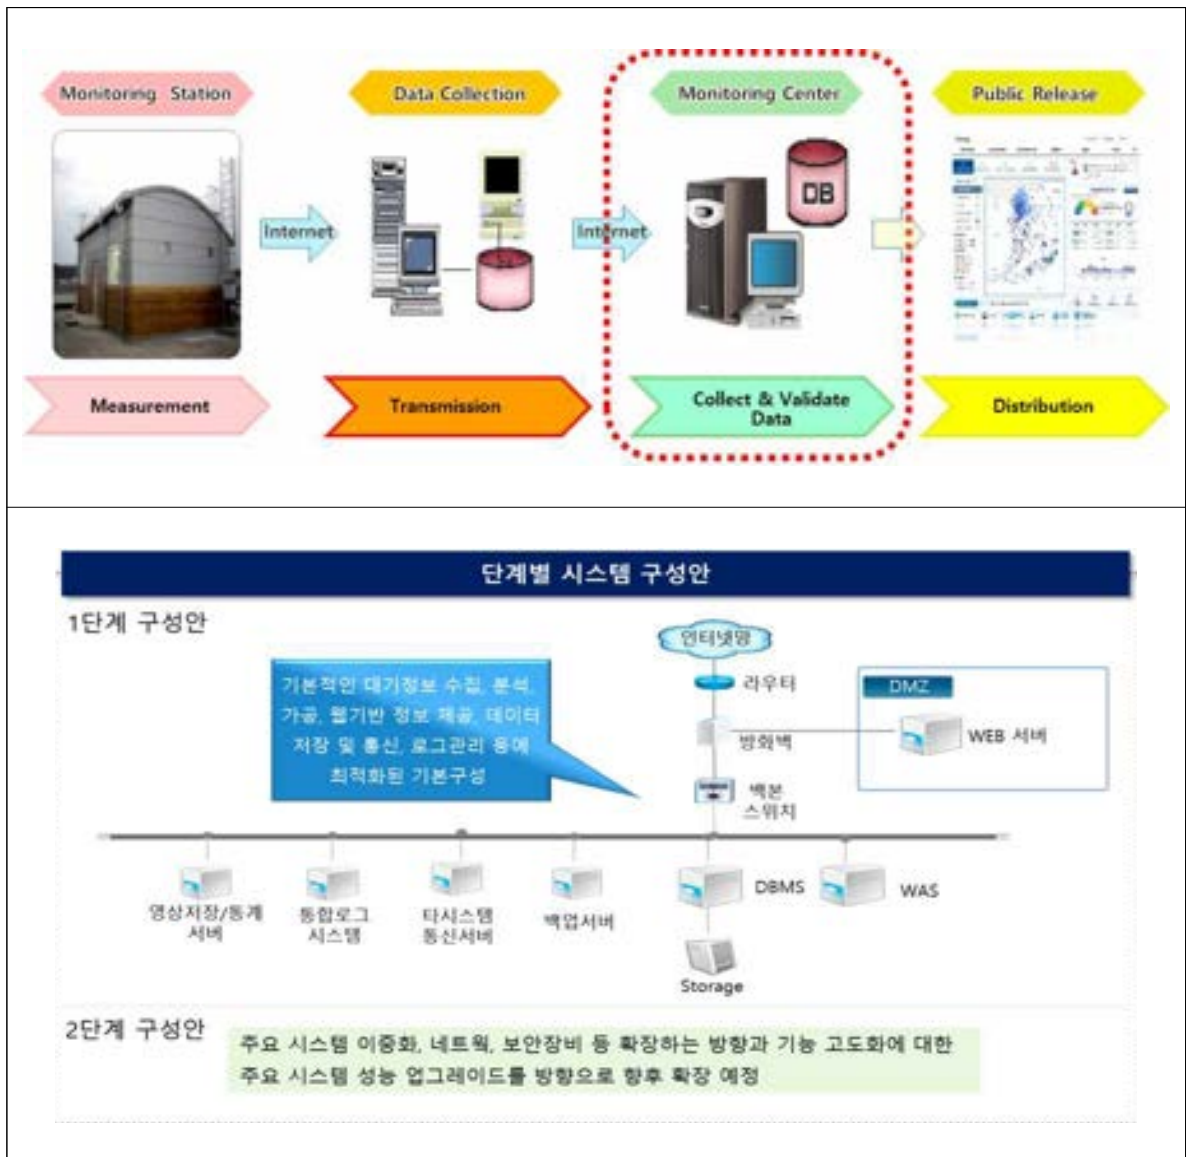 Monitoring Station
Data Collection
Monitoring Center
Public Release
Internet
Internet
DB
Measurement
Transmission
Collect & Validate
Data
Distribution
단계별 시스템 구성안
1단계 구성안
인터넷망
기본적인 대기정보 수집, 분석,
가공, 웹기반 정보 제공, 데이터
저장 및 통신, 로그관리 등에
최적화된 기본구성
라우터
DMZ
방화벽
WEB 서버
백본
스위치
영상저장/통계
서버
통합로그
시스템
타시스템
통신서버
백업서버
DBMS
WAS
Storage
2단계 구성안
주요 시스템 이중화, 네트웍, 보안장비 등 확장하는 방향과 기능 고도화에 대한
주요 시스템 성능 업그레이드를 방향으로 향후 확장 예정